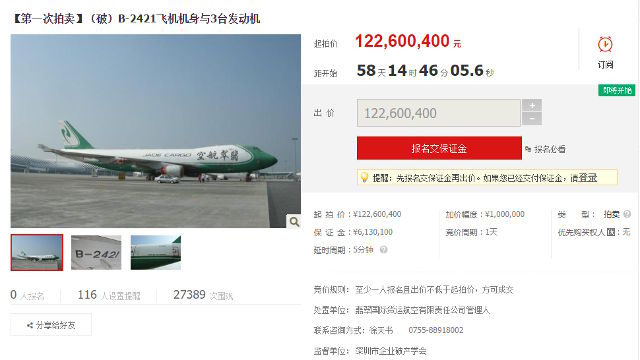 【第一次拍卖】（破）B-2421飞机机身与3台发动机
起拍价 122,600,400 元
距开始 58 天 14 时 46 分 05.6 秒
订阅
即将开始
出 价 122,600,400 + -
报名交保证金 报名必看
提醒：先报名交保证金再出价。如果您已经交付保证金，请登录
JADE CARGO 空航翠翡
B-2421
起 拍 价：¥122,600,400 加价幅度：¥1,000,000 类 型：拍卖
保 证 金：¥6,130,100 竞价周期：1天 优先购买权人：无
延时周期：5分钟
0 人报名 116 人设置提醒 27389 次围观
分享给好友
竞价规则：至少一人报名且出价不低于起拍价，方可成交
处置单位：翡翠国际货运航空有限责任公司管理人
联系咨询方式：徐天书 0755-88918002
监督单位：深圳市企业破产学会